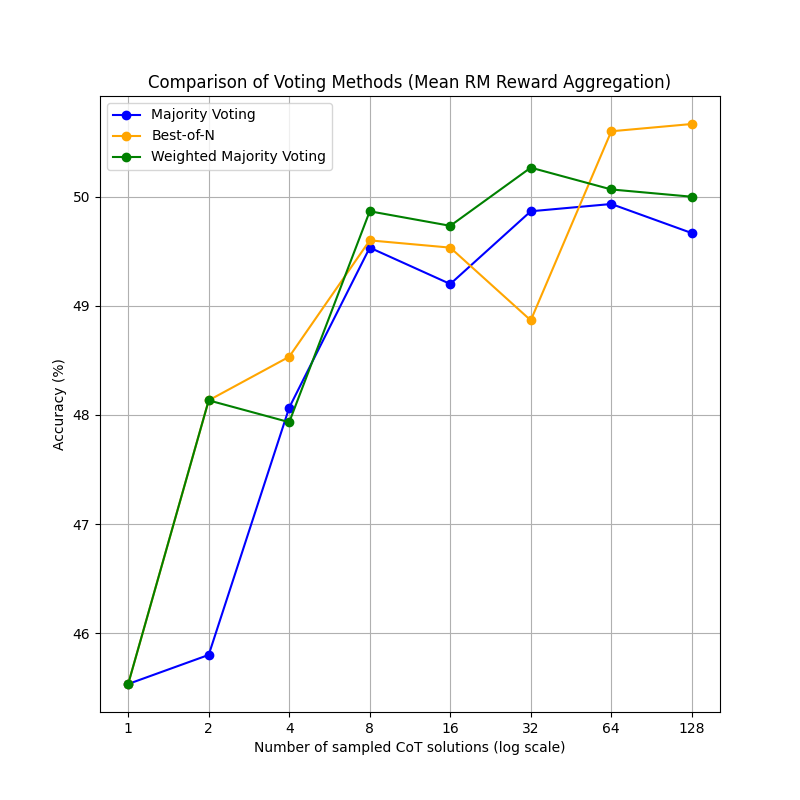 Comparison of Voting Methods (Mean RM Reward Aggregation)
Majority Voting
Best-of-N
Weighted Majority Voting
50
49
48
47
46
Accuracy (%)
1 2 4 8 16 32 64 128
Number of sampled CoT solutions (log scale)